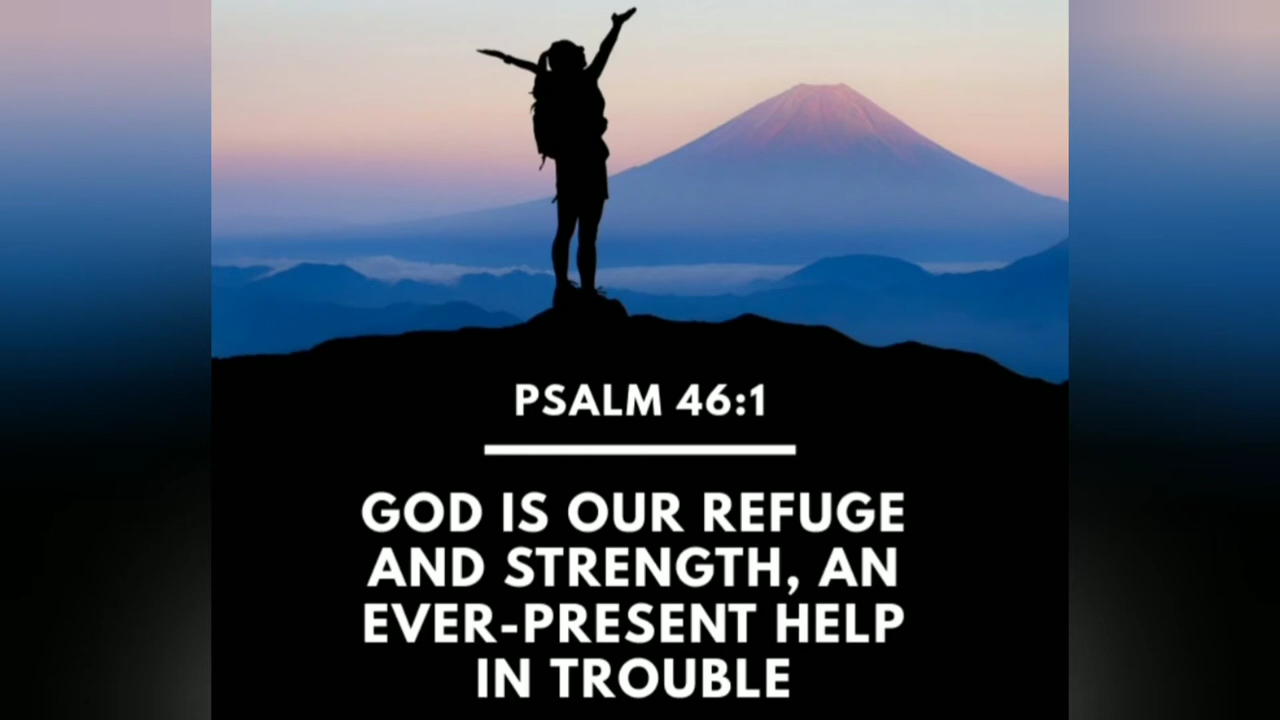 PSALM 46:1
GOD IS OUR REFUGE
AND STRENGTH, AN
EVER-PRESENT HELP
IN TROUBLE